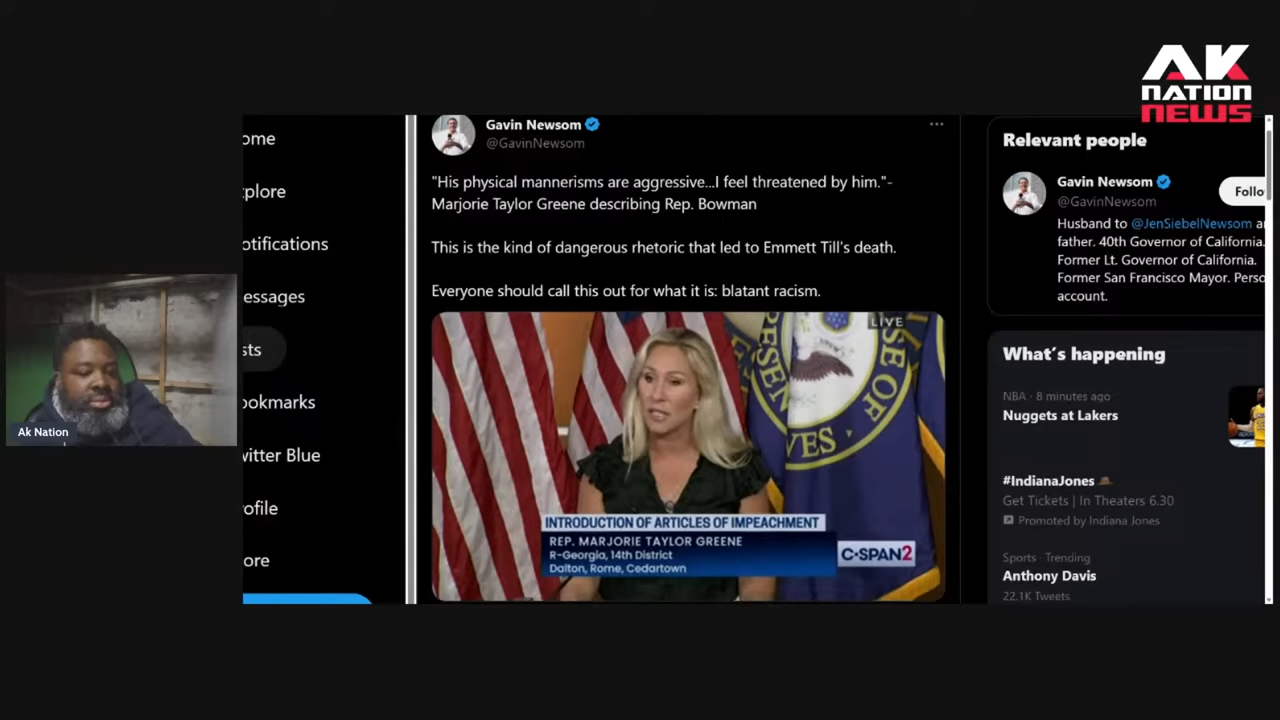 AK
NATION
NEWS
ome
xplore
otifications
essages
sts
ookmarks
witter Blue
ofile
ore
Gavin Newsom
@GavinNewsom
"His physical mannerisms are aggressive...I feel threatened by him."-
Marjorie Taylor Greene describing Rep. Bowman
This is the kind of dangerous rhetoric that led to Emmett Till's death.
Everyone should call this out for what it is: blatant racism.
LIVE
INTRODUCTION OF ARTICLES OF IMPEACHMENT
REP. MARJORIE TAYLOR GREENE
R-Georgia, 14th District
Dalton, Rome, Cedartown
C-SPAN2
Relevant people
Gavin Newsom
@GavinNewsom
Follo
Husband to @JenSiebelNewsom an
father. 40th Governor of California.
Former Lt. Governor of California.
Former San Francisco Mayor. Perso
account.
What's happening
NBA · 8 minutes ago
Nuggets at Lakers
#IndianaJones
Get Tickets | In Theaters 6.30
Promoted by Indiana Jones
Sports · Trending
Anthony Davis
22.1K Tweets
Ak Nation